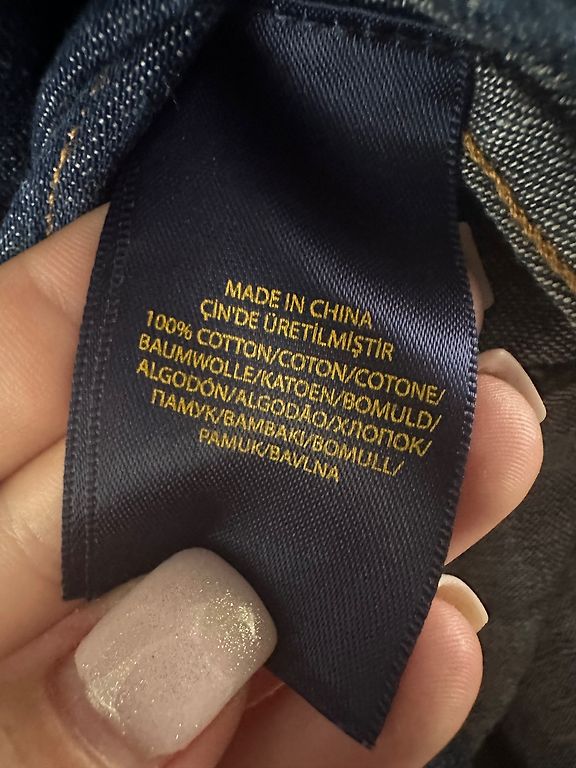 MADE IN CHINA
ÇİN'DE ÜRETİLMİŞTİR
100% COTTON/COTON/COTONE/
BAUMWOLLE/KATOEN/BOMULD/
ALGODÓN/ALGODÃO/ХЛОПОК/
ПАМУК/BAMBAKI/BOMULL/
PAMUK/BAVLNA